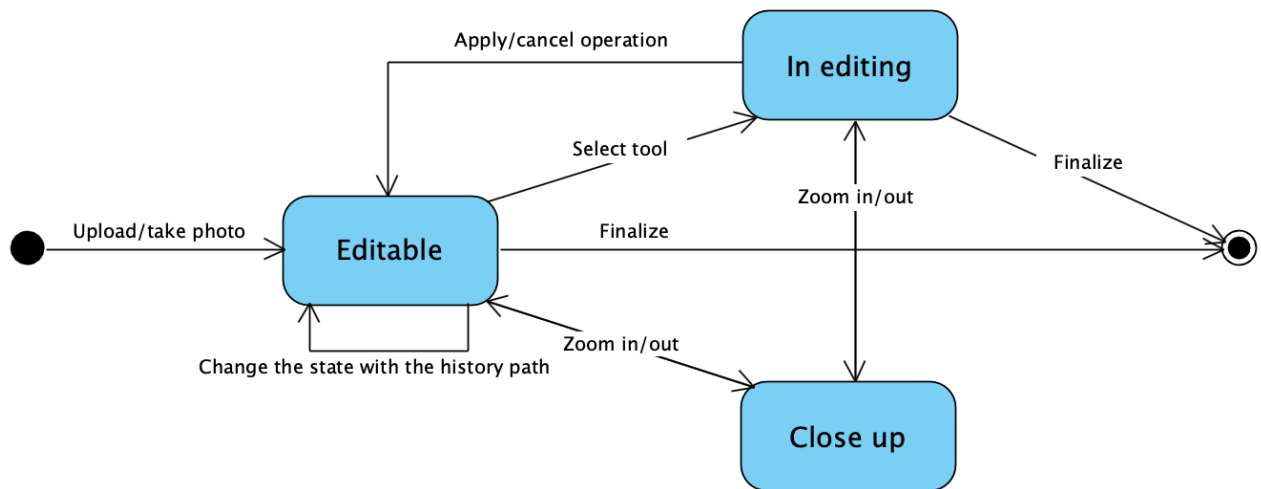 Apply/cancel operation
In editing
Select tool
Finalize
Zoom in/out
Upload/take photo
Editable
Finalize
Zoom in/out
Change the state with the history path
Close up